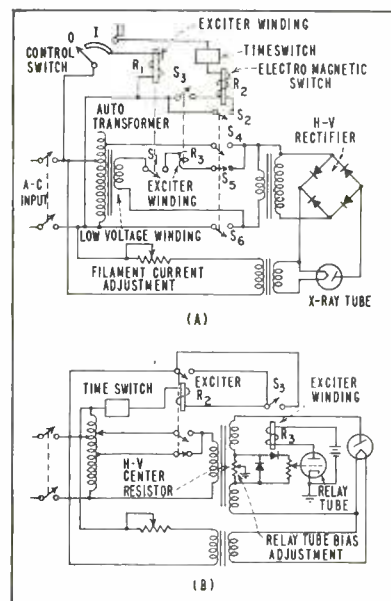 (A
EXCITER WINDING
O
I
CONTROL
SWITCH
R1
S3
TIMESWITCH
R2
ELECTRO MAGNETIC
SWITCH
S2
AUTO
TRANSFORMER
S4
H-V
RECTIFIER
A-C
INPUT
S1
R3
S5
EXCITER
WINDING
LOW VOLTAGE WINDING
S6
FILAMENT CURRENT
ADJUSTMENT
X-RAY TUBE
(A)
TIME SWITCH
EXCITER
R2
S3
EXCITER
WINDING
R3
H-V
CENTER
RESISTOR
RELAY
TUBE
RELAY TUBE BIAS
ADJUSTMENT
(B)